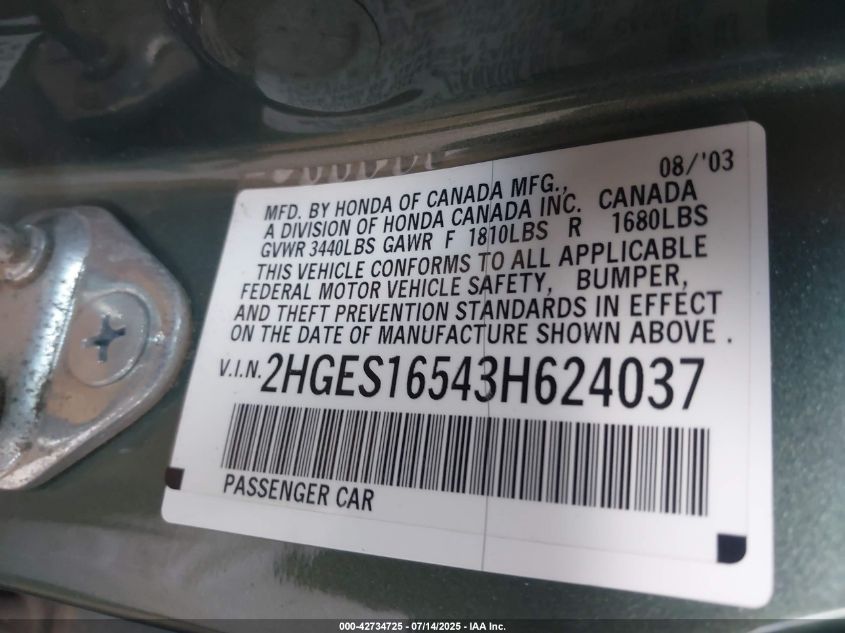 08/'03
MFD. BY HONDA OF CANADA MFG.,
A DIVISION OF HONDA CANADA INC. CANADA
GVWR 3440LBS GAWR F 1810LBS R 1680LBS
THIS VEHICLE CONFORMS TO ALL APPLICABLE
FEDERAL MOTOR VEHICLE SAFETY, BUMPER,
AND THEFT PREVENTION STANDARDS IN EFFECT
ON THE DATE OF MANUFACTURE SHOWN ABOVE .
V.I.N. 2HGES16543H624037
PASSENGER CAR
000-42734725 - 07/14/2025 - IAA Inc.